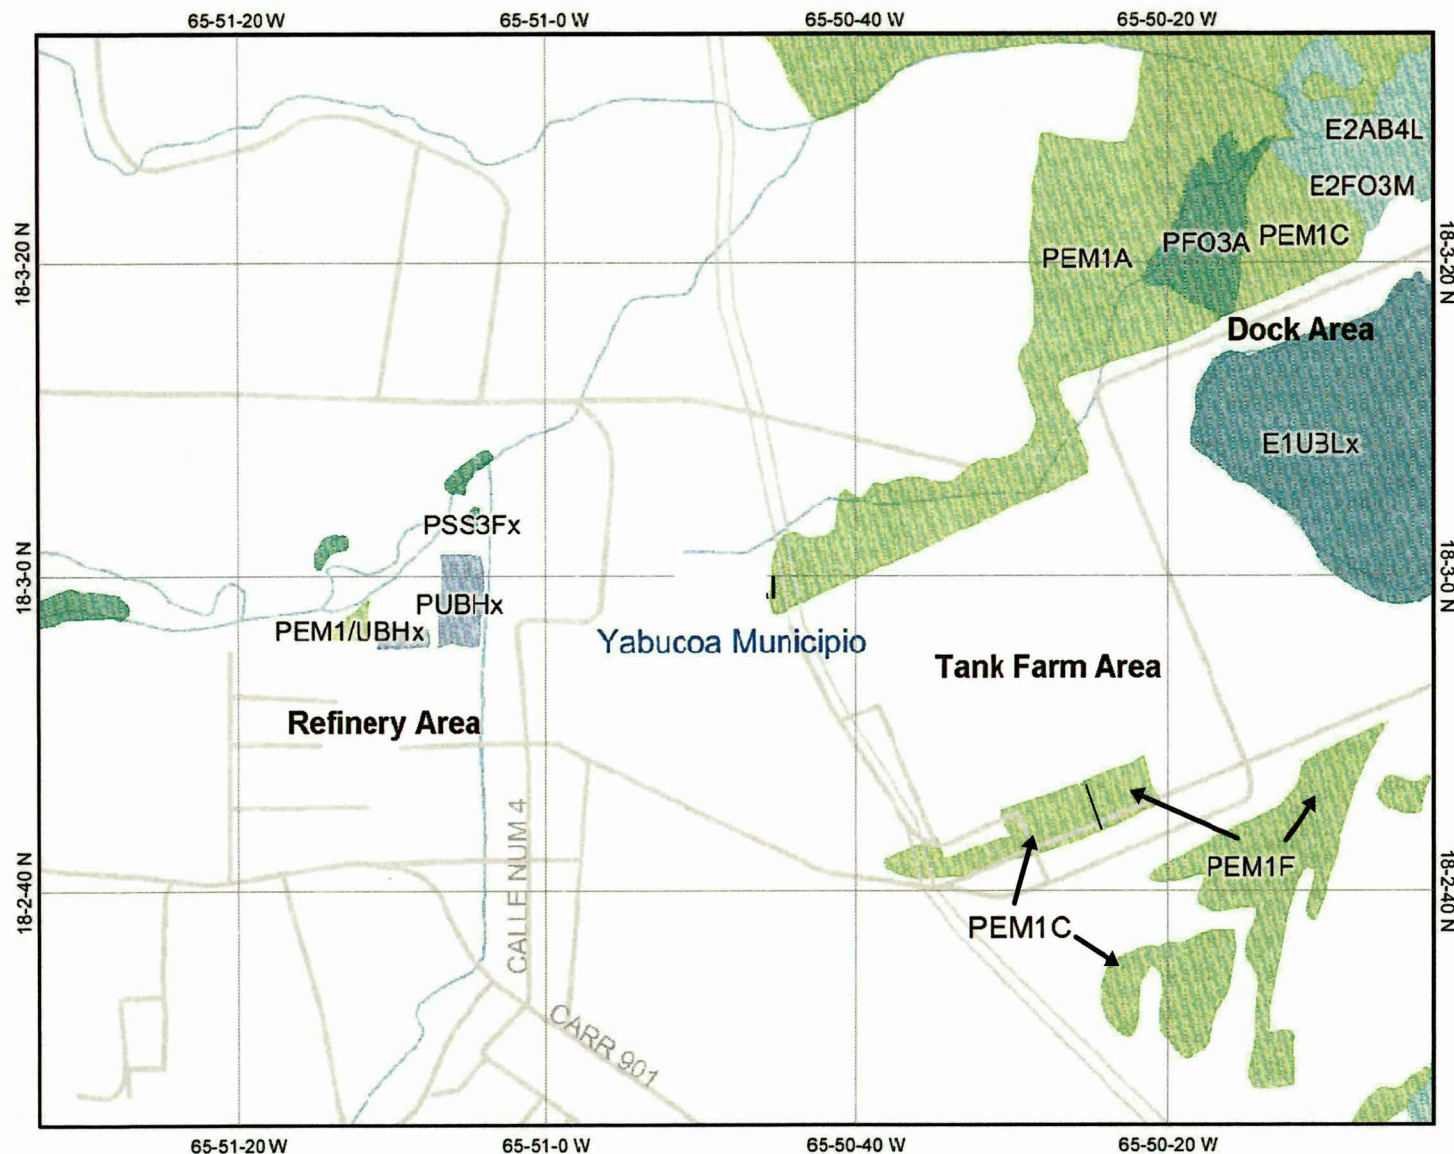 65-51-20 W
65-51-0 W
65-50-40 W
65-50-20 W
E2AB4L
E2FO3M
18-3-20 N
PEM1A
PFO3A
PEM1C
18-3-20 N
Dock Area
E1UBLx
PSS3Fx
18-3-0 N
18-3-0 N
PUBHx
PEM1/UBHx
Yabucoa Municipio
Tank Farm Area
Refinery Area
CALLE NUM 4
PEM1F
18-2-40 N
18-2-40 N
PEM1C
CARR 901
65-51-20 W
65-51-0 W
65-50-40 W
65-50-20 W